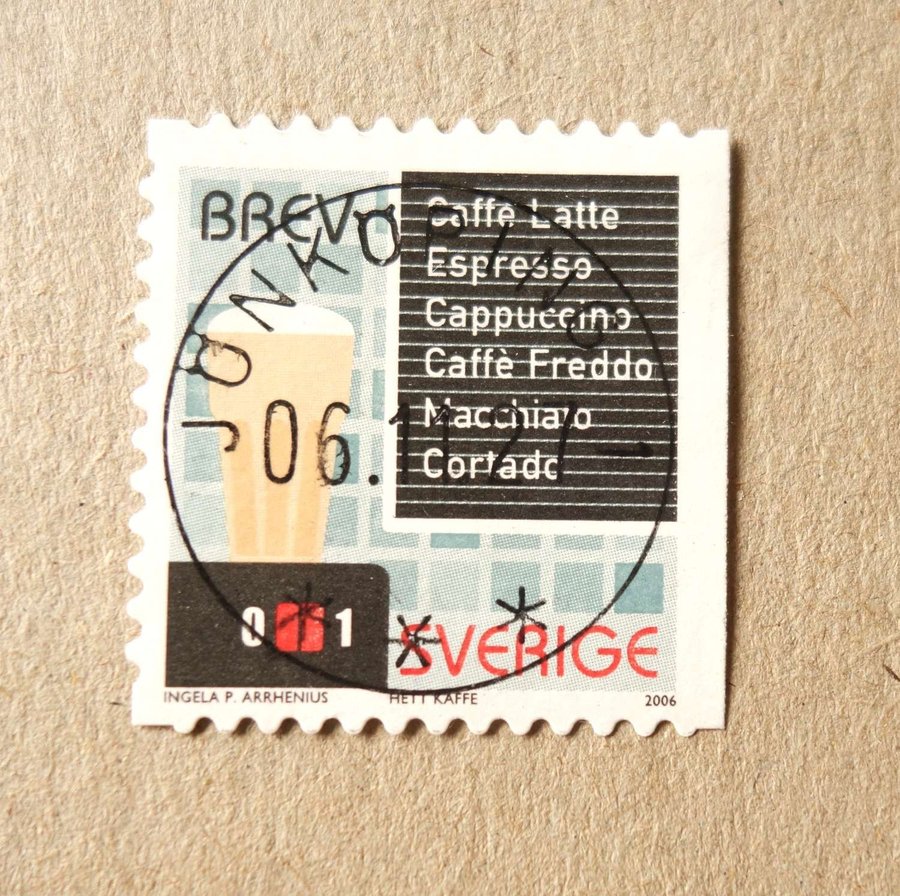 BREV
Caffè Latte
Espresso
Cappuccino
Caffè Freddo
Macchiato
Cortado
JÖNKÖPING
06.11.27
0 1
SVERIGE
INGELA P. ARRHENIUS HETT KAFFE 2006